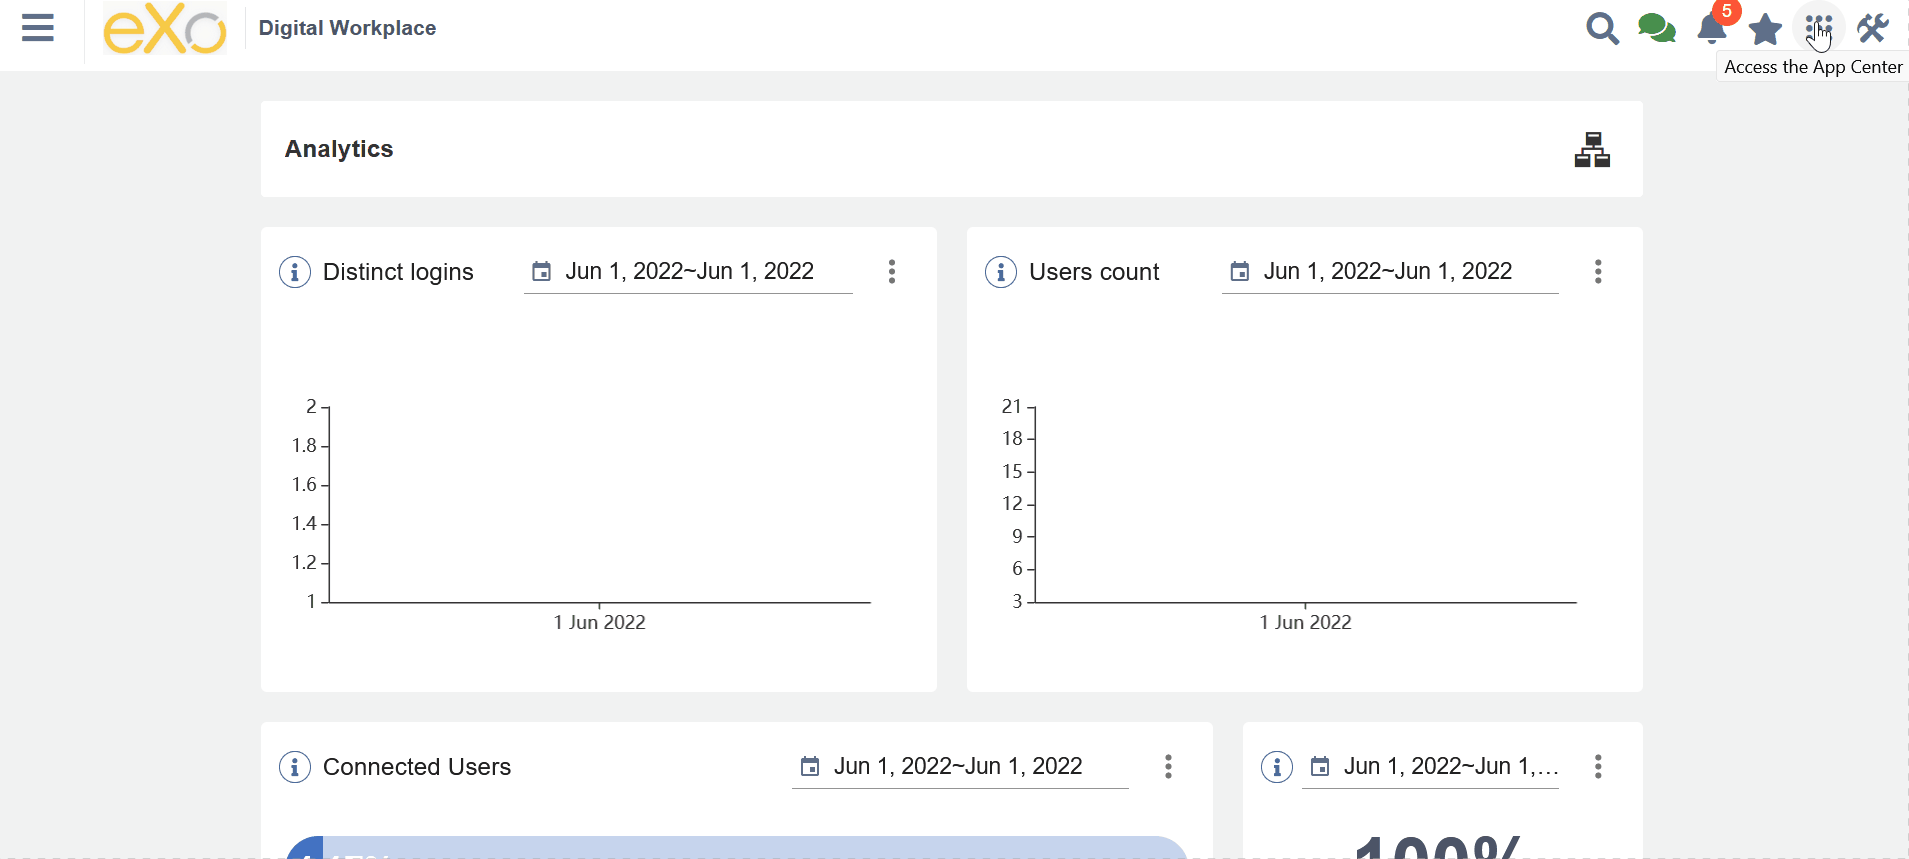 eXo
Digital Workplace
5
Access the App Center
Analytics
Distinct logins
Jun 1, 2022~Jun 1, 2022
2
1.8
1.6
1.4
1.2
1
1 Jun 2022
Users count
Jun 1, 2022~Jun 1, 2022
21
18
15
12
9
6
3
1 Jun 2022
Connected Users
Jun 1, 2022~Jun 1, 2022
Jun 1, 2022~Jun 1,...
100%